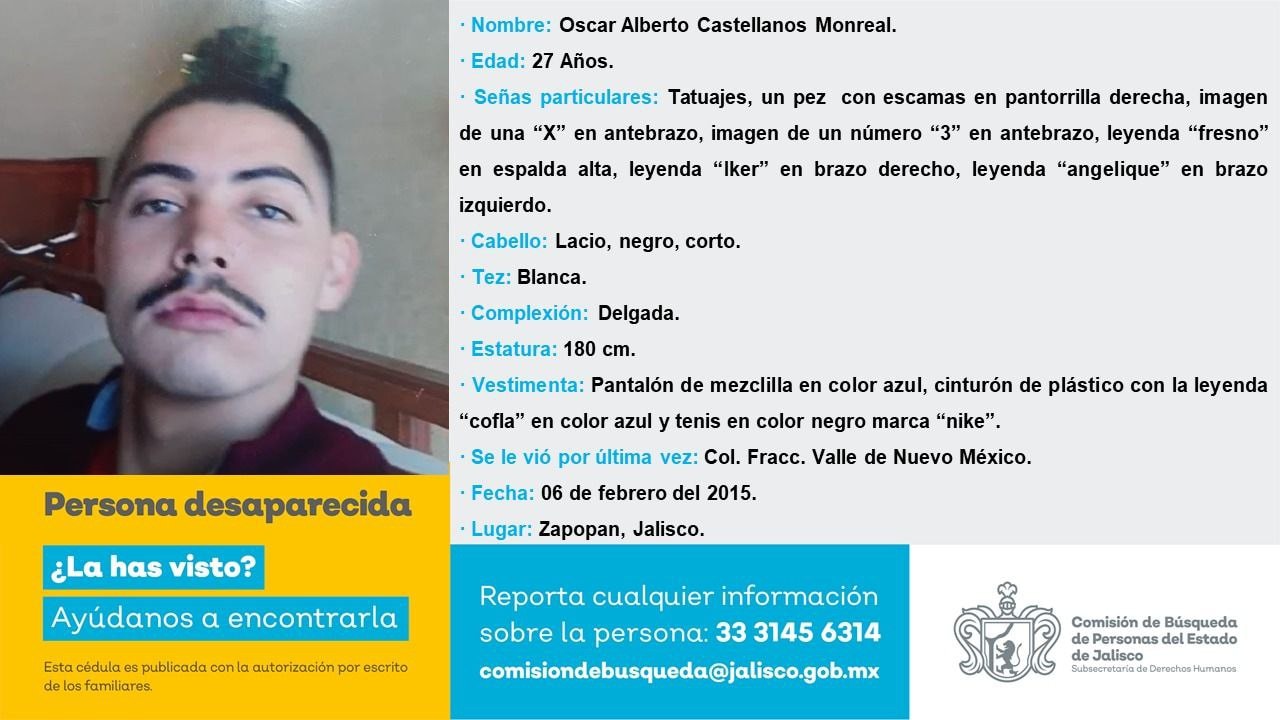 · Nombre: Oscar Alberto Castellanos Monreal.
· Edad: 27 Años.
· Señas particulares: Tatuajes, un pez con escamas en pantorrilla derecha, imagen
de una “X” en antebrazo, imagen de un número “3” en antebrazo, leyenda “fresno”
en espalda alta, leyenda “Iker” en brazo derecho, leyenda “angelique” en brazo
izquierdo.
· Cabello: Lacio, negro, corto.
· Tez: Blanca.
· Complexión: Delgada.
· Estatura: 180 cm.
· Vestimenta: Pantalón de mezclilla en color azul, cinturón de plástico con la leyenda
“cofla” en color azul y tenis en color negro marca “nike”.
· Se le vió por última vez: Col. Fracc. Valle de Nuevo México.
· Fecha: 06 de febrero del 2015.
· Lugar: Zapopan, Jalisco.
Persona desaparecida
¿La has visto?
Ayúdanos a encontrarla
Esta cédula es publicada con la autorización por escrito
de los familiares.
Reporta cualquier información
sobre la persona: 33 3145 6314
comisiondebusqueda@jalisco.gob.mx
Comisión de Búsqueda
de Personas del Estado
de Jalisco
Subsecretaría de Derechos Humanos